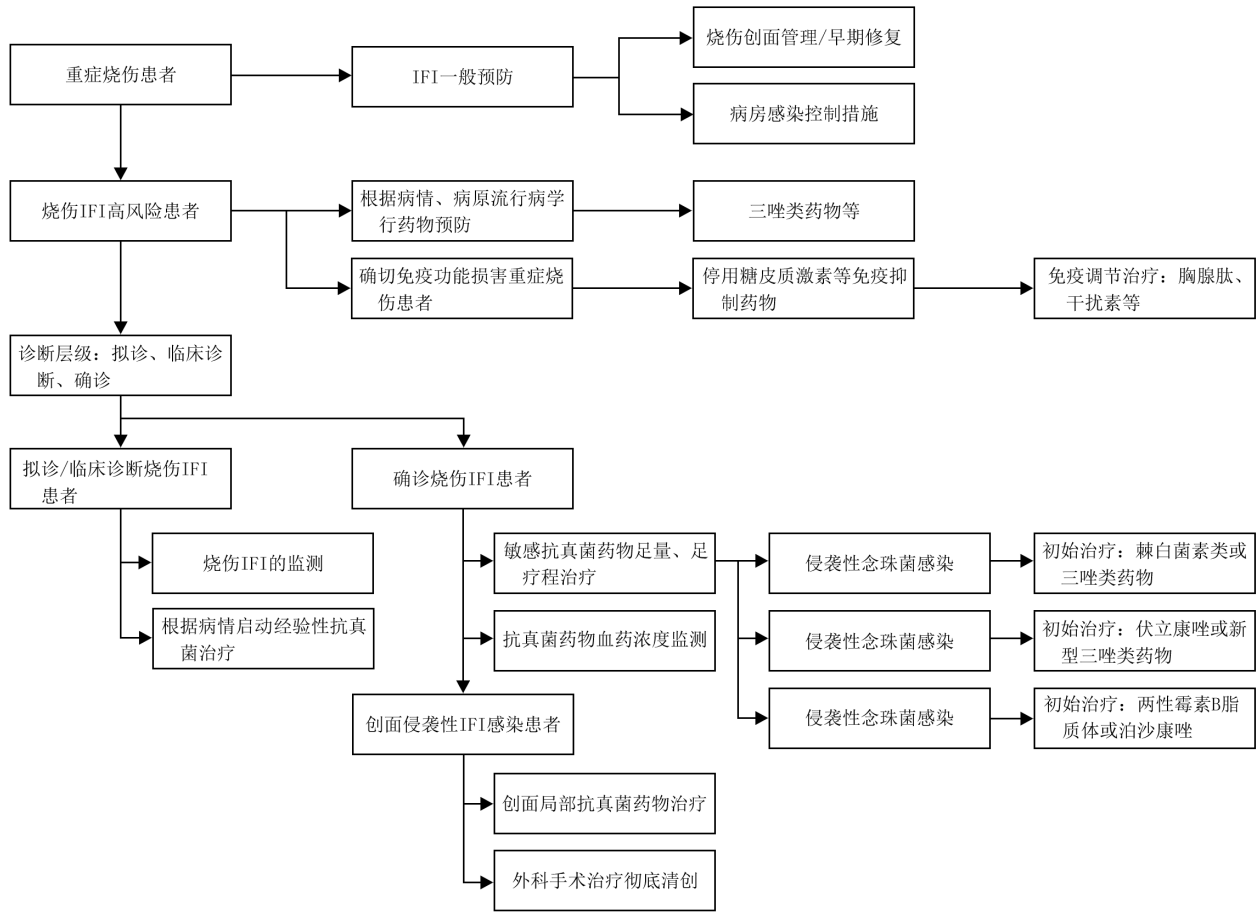 重症烧伤患者
IFI一般预防
烧伤创面管理/早期修复
病房感染控制措施
烧伤IFI高风险患者
根据病情、病原流行病学
行药物预防
三唑类药物等
确切免疫功能损害重症烧
伤患者
停用糖皮质激素等免疫抑
制药物
免疫调节治疗：胸腺肽、
干扰素等
诊断层级：拟诊、临床诊
断、确诊
拟诊/临床诊断烧伤IFI
患者
确诊烧伤IFI患者
烧伤IFI的监测
根据病情启动经验性抗真
菌治疗
敏感抗真菌药物足量、足
疗程治疗
侵袭性念珠菌感染
初始治疗：棘白菌素类或
三唑类药物
抗真菌药物血药浓度监测
侵袭性念珠菌感染
初始治疗：伏立康唑或新
型三唑类药物
创面侵袭性IFI感染患者
侵袭性念珠菌感染
初始治疗：两性霉素B脂
质体或泊沙康唑
创面局部抗真菌药物治疗
外科手术治疗彻底清创